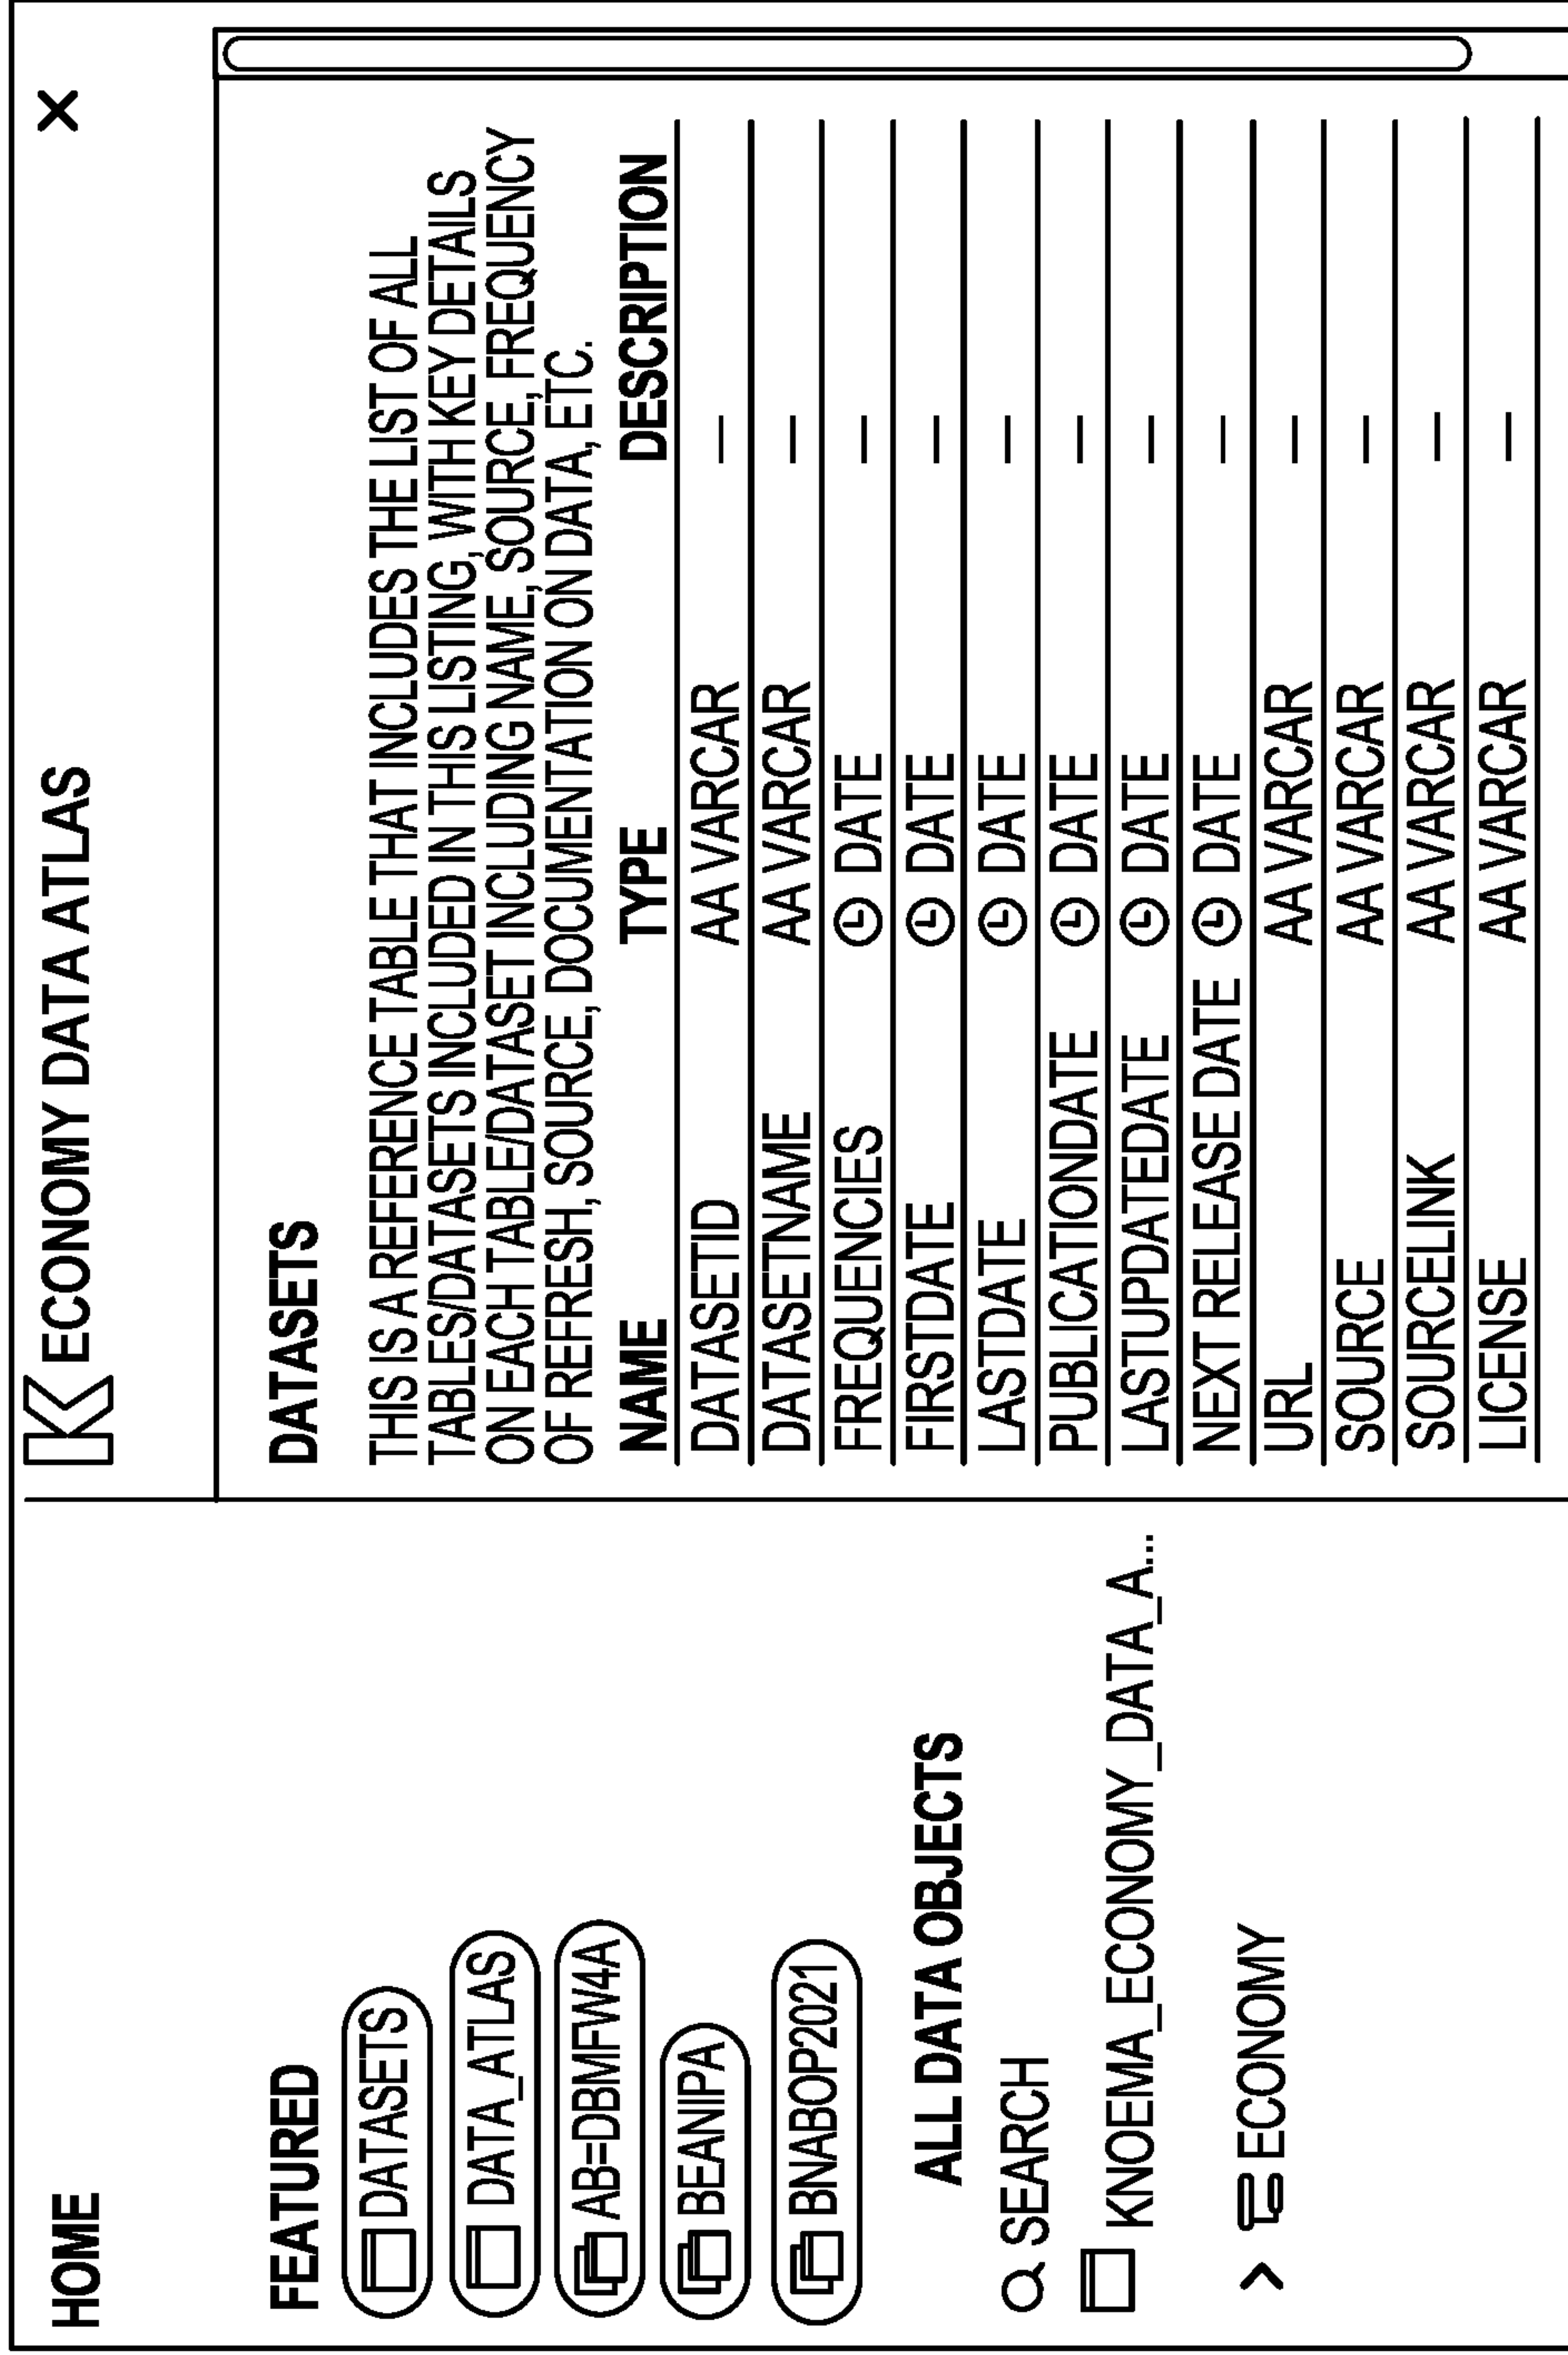 HOME
FEATURED
DATASETS
DATA_ATLAS
AB=DBMFW4A
BEANIPA
BNABOP2021
ALL DATA OBJECTS
SEARCH
KNOEMA_ECONOMY_DATA_A...
ECONOMY
K ECONOMY DATA ATLAS
DATASETS
THIS IS A REFERENCE TABLE THAT INCLUDES THE LIST OF ALL
TABLES/DATASETS INCLUDED IN THIS LISTING, WITH KEY DETAILS
ON EACH TABLE/DATASET INCLUDING NAME, SOURCE, FREQUENCY
OF REFRESH, SOURCE, DOCUMENTATION ON DATA, ETC.
NAME TYPE DESCRIPTION
DATASETID AA VARCAR –
DATASETNAME AA VARCAR –
FREQUENCIES DATE –
FIRSTDATE DATE –
LASTDATE DATE –
PUBLICATIONDATE DATE –
LASTUPDATEDATE DATE –
NEXT RELEASE DATE DATE –
URL AA VARCAR –
SOURCE AA VARCAR –
SOURCELINK AA VARCAR –
LICENSE AA VARCAR –